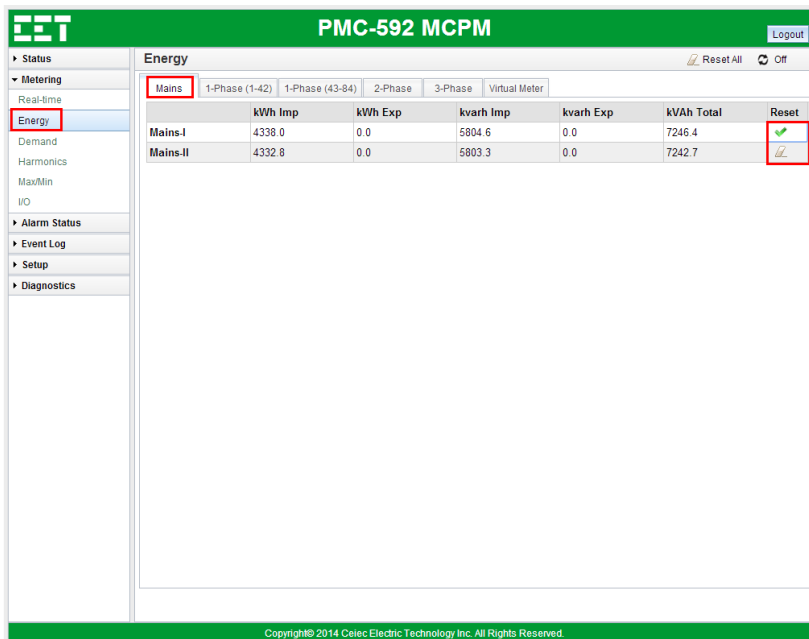 CET
PMC-592 MCPM
Logout
Status
Metering
Real-time
Energy
Demand
Harmonics
Max/Min
I/O
Alarm Status
Event Log
Setup
Diagnostics
Energy
Reset All Off
Mains 1-Phase (1-42) 1-Phase (43-84) 2-Phase 3-Phase Virtual Meter
kWh Imp kWh Exp kvarh Imp kvarh Exp kVAh Total Reset
Mains-I 4338.0 0.0 5804.6 0.0 7246.4
Mains-II 4332.8 0.0 5803.3 0.0 7242.7
Copyright© 2014 Ceiec Electric Technology Inc. All Rights Reserved.